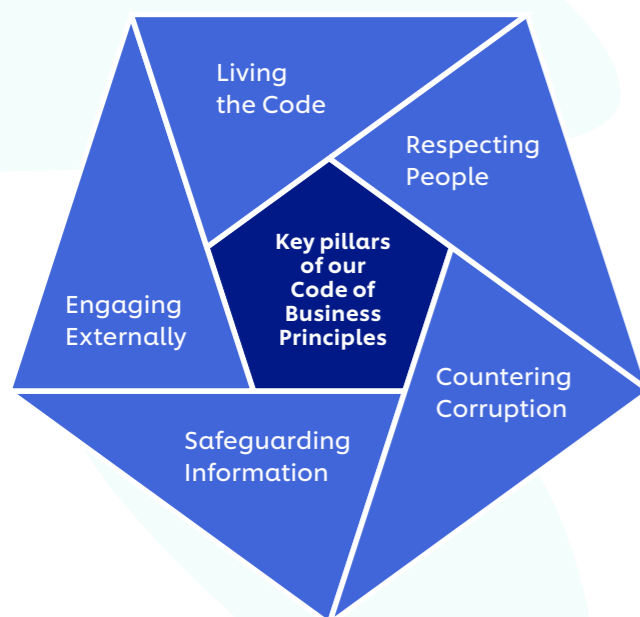 Living
the Code
Respecting
People
Key pillars
of our
Code of
Business
Principles
Engaging
Externally
Countering
Corruption
Safeguarding
Information